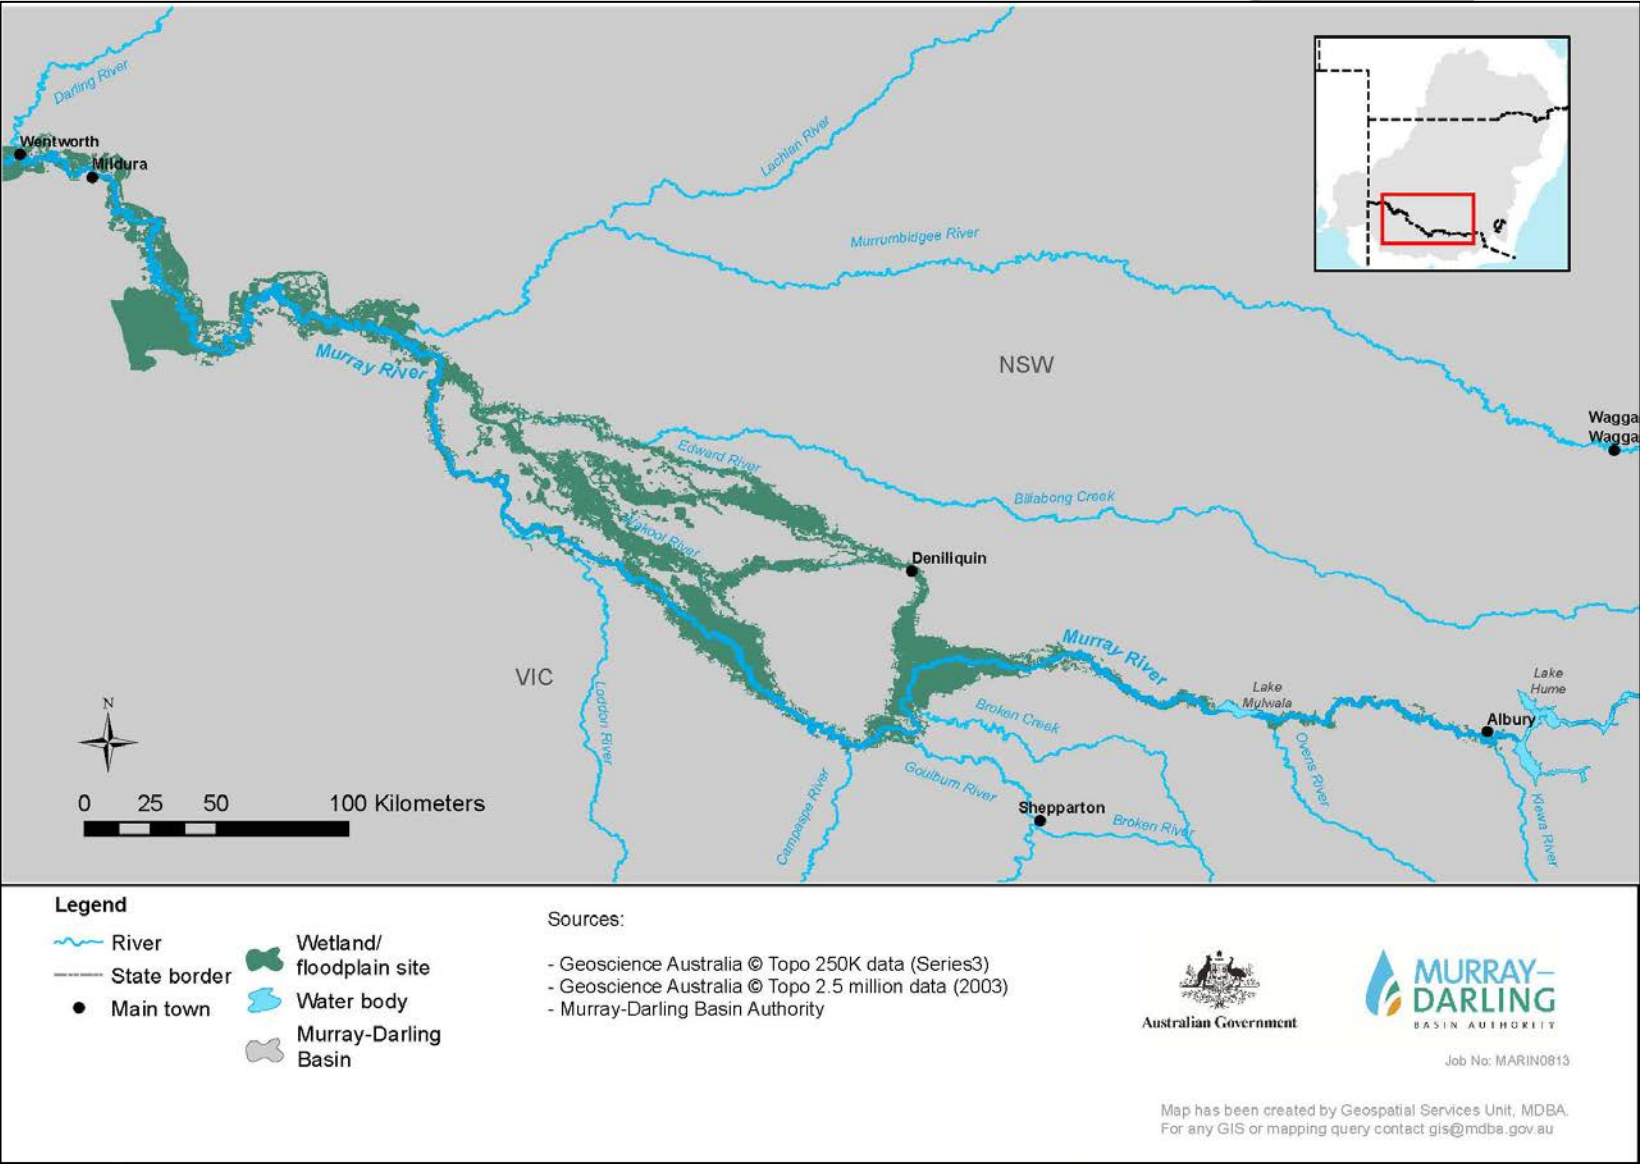 Darling River
Wentworth
Mildura
Lachlan River
Murrumbidgee River
Murray River
NSW
Wagga
Wagga
Edward River
Billabong Creek
Wakool River
Deniliquin
Murray River
VIC
Loddon River
Lake
Mulwala
Lake
Hume
Albury
Broken Creek
Ovens River
Goulburn River
Campaspe River
Shepparton
Broken River
Kiewa River
N
0 25 50 100 Kilometers
Legend
River
State border
Main town
Wetland/
floodplain site
Water body
Murray-Darling
Basin
Sources:
- Geoscience Australia © Topo 250K data (Series3)
- Geoscience Australia © Topo 2.5 million data (2003)
- Murray-Darling Basin Authority
Australian Government
MURRAY–
DARLING
BASIN AUTHORITY
Job No: MARIN0813
Map has been created by Geospatial Services Unit, MDBA.
For any GIS or mapping query contact gis@mdba.gov.au